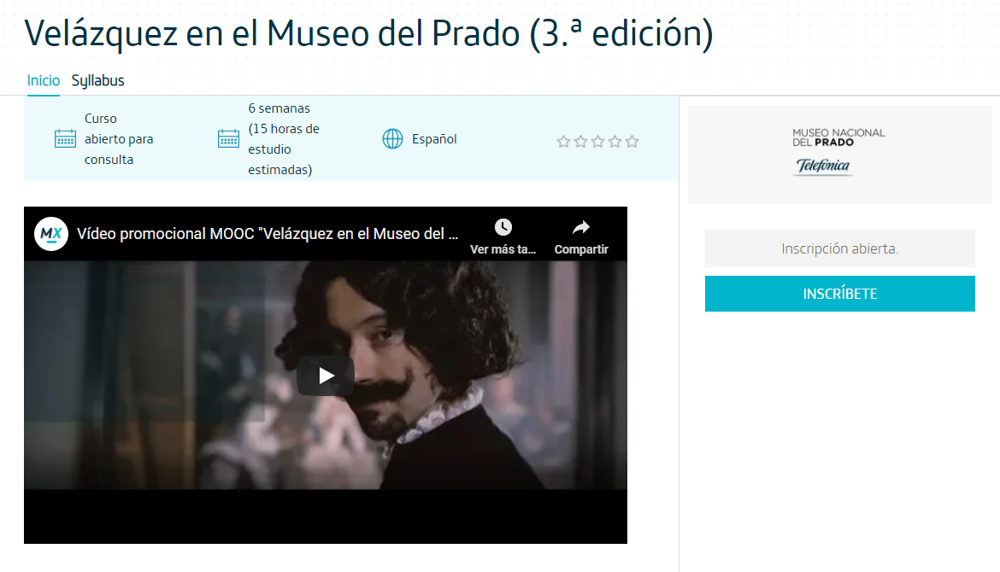 Velázquez en el Museo del Prado (3.ª edición)
Inicio Syllabus
Curso
abierto para
consulta
6 semanas
(15 horas de
estudio
estimadas)
Español
MUSEO NACIONAL
DEL PRADO
Telefónica
MX Vídeo promocional MOOC "Velázquez en el Museo del ...
Ver más ta...
Compartir
Inscripción abierta.
INSCRÍBETE